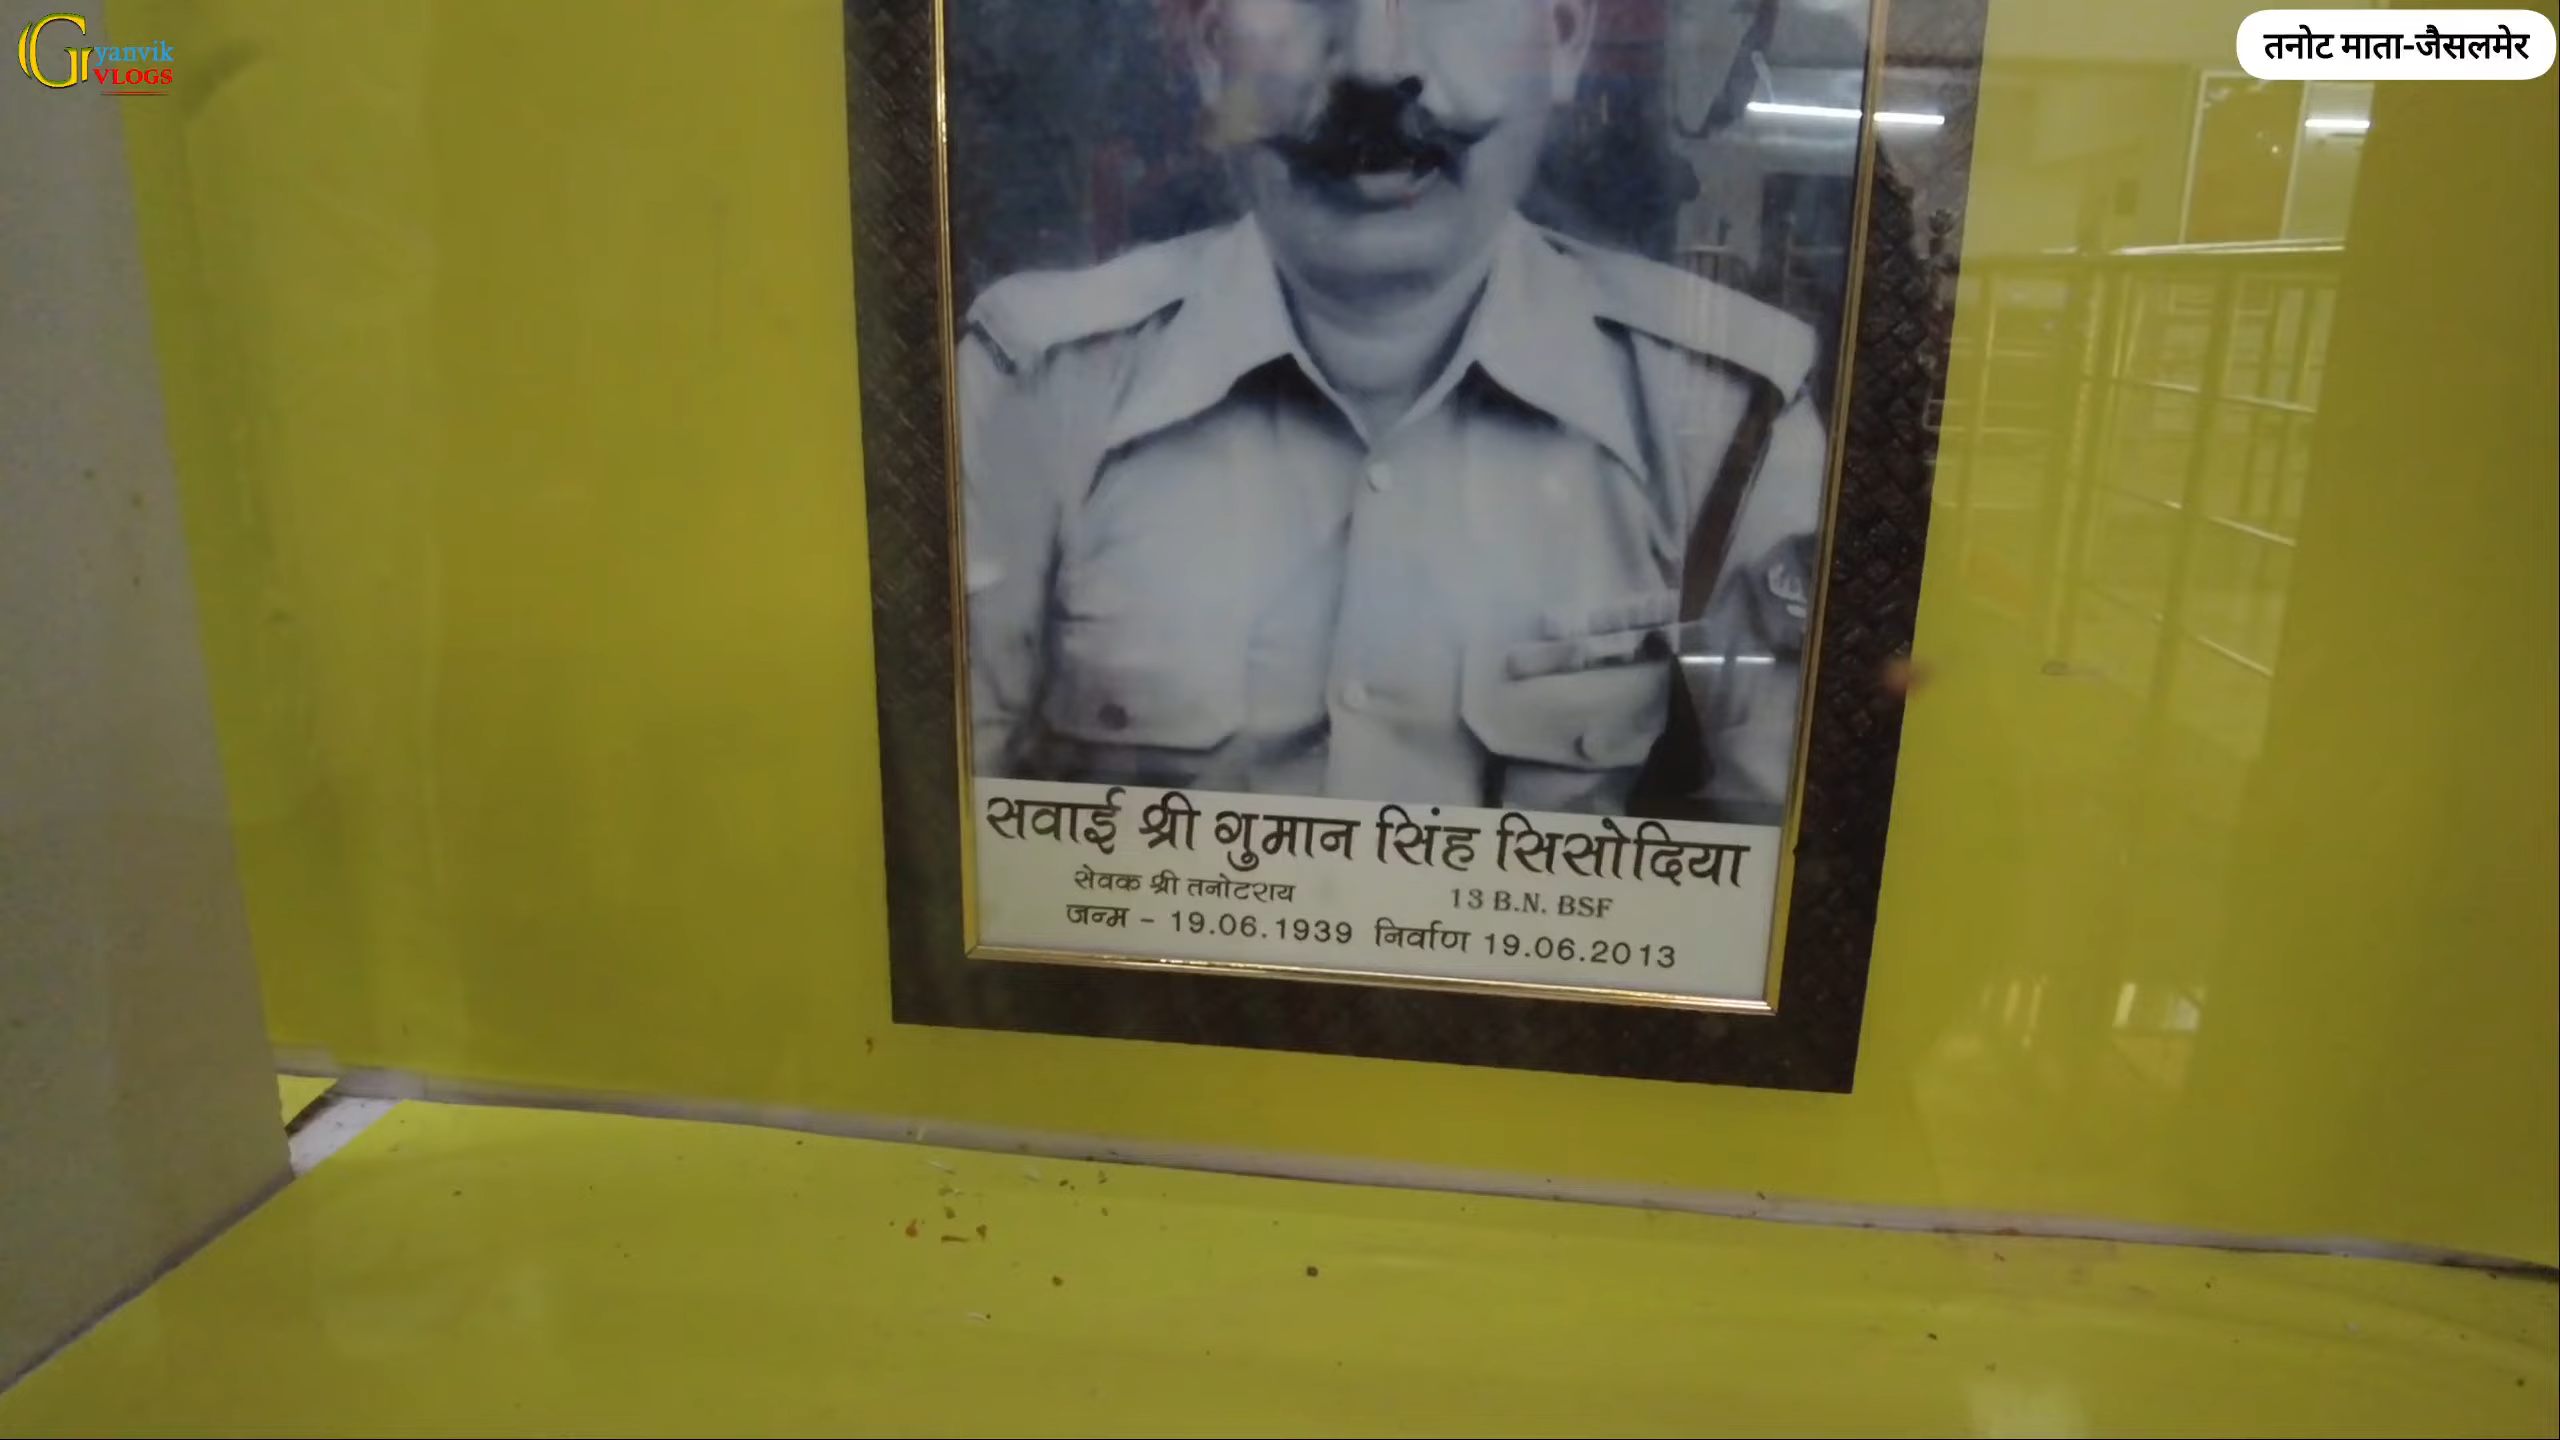 Gyanvik
VLOGS
तनोट माता-जैसलमेर
सवाई श्री गुमान सिंह सिसोदिया
सेवक श्री तनोटराय 13 B.N. BSF
जन्म - 19.06.1939 निर्वाण 19.06.2013